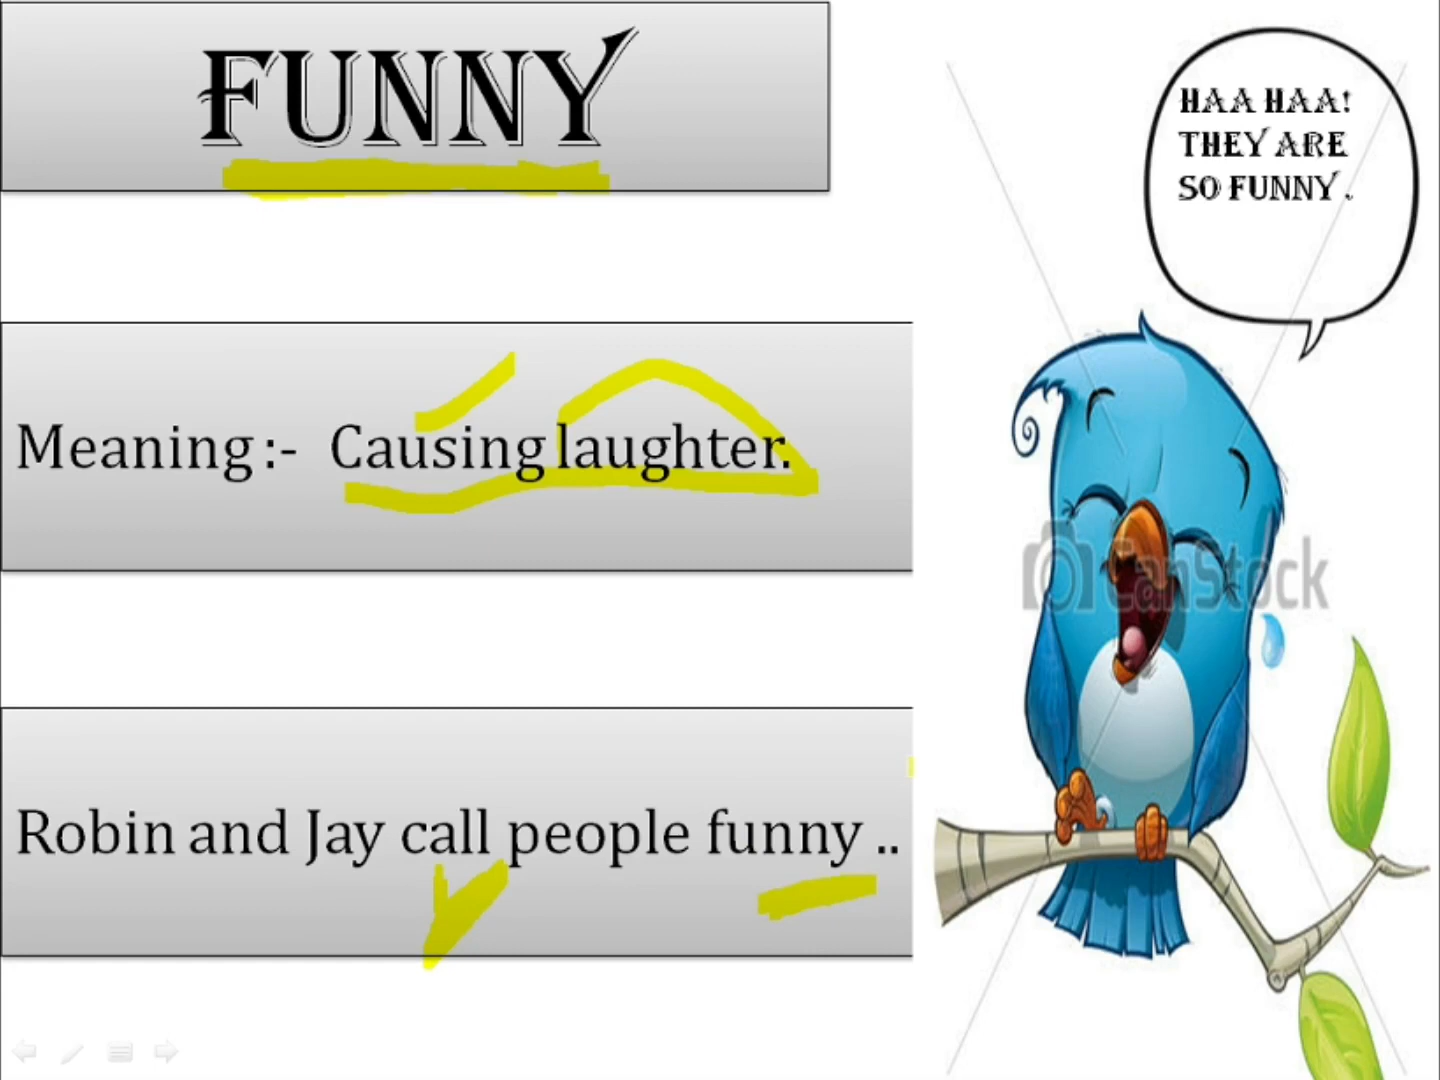 FUNNY
HAA HAA!
THEY ARE
SO FUNNY .
Meaning :- Causing laughter.
CanStock
Robin and Jay call people funny ..